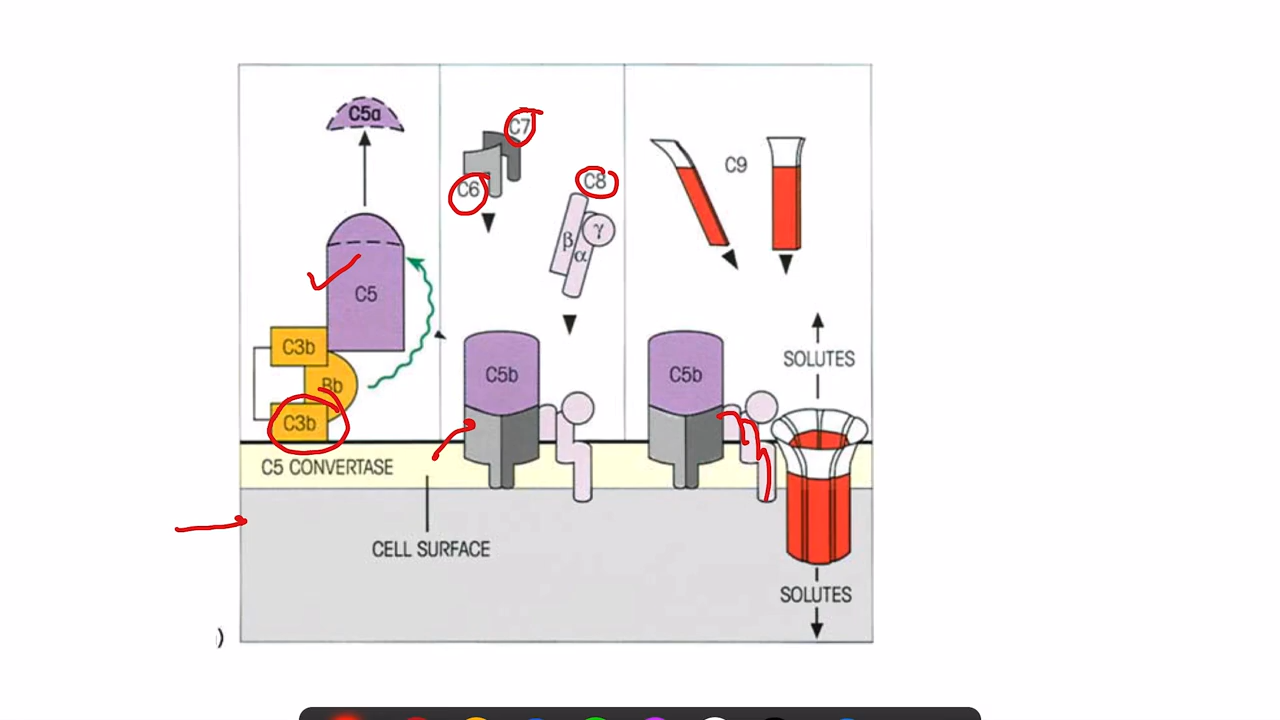 C5a
C5
C3b
Bb
C3b
C5 CONVERTASE
CELL SURFACE
C7
C6
C8
β
γ
α
C5b
C9
C5b
SOLUTES
SOLUTES
)